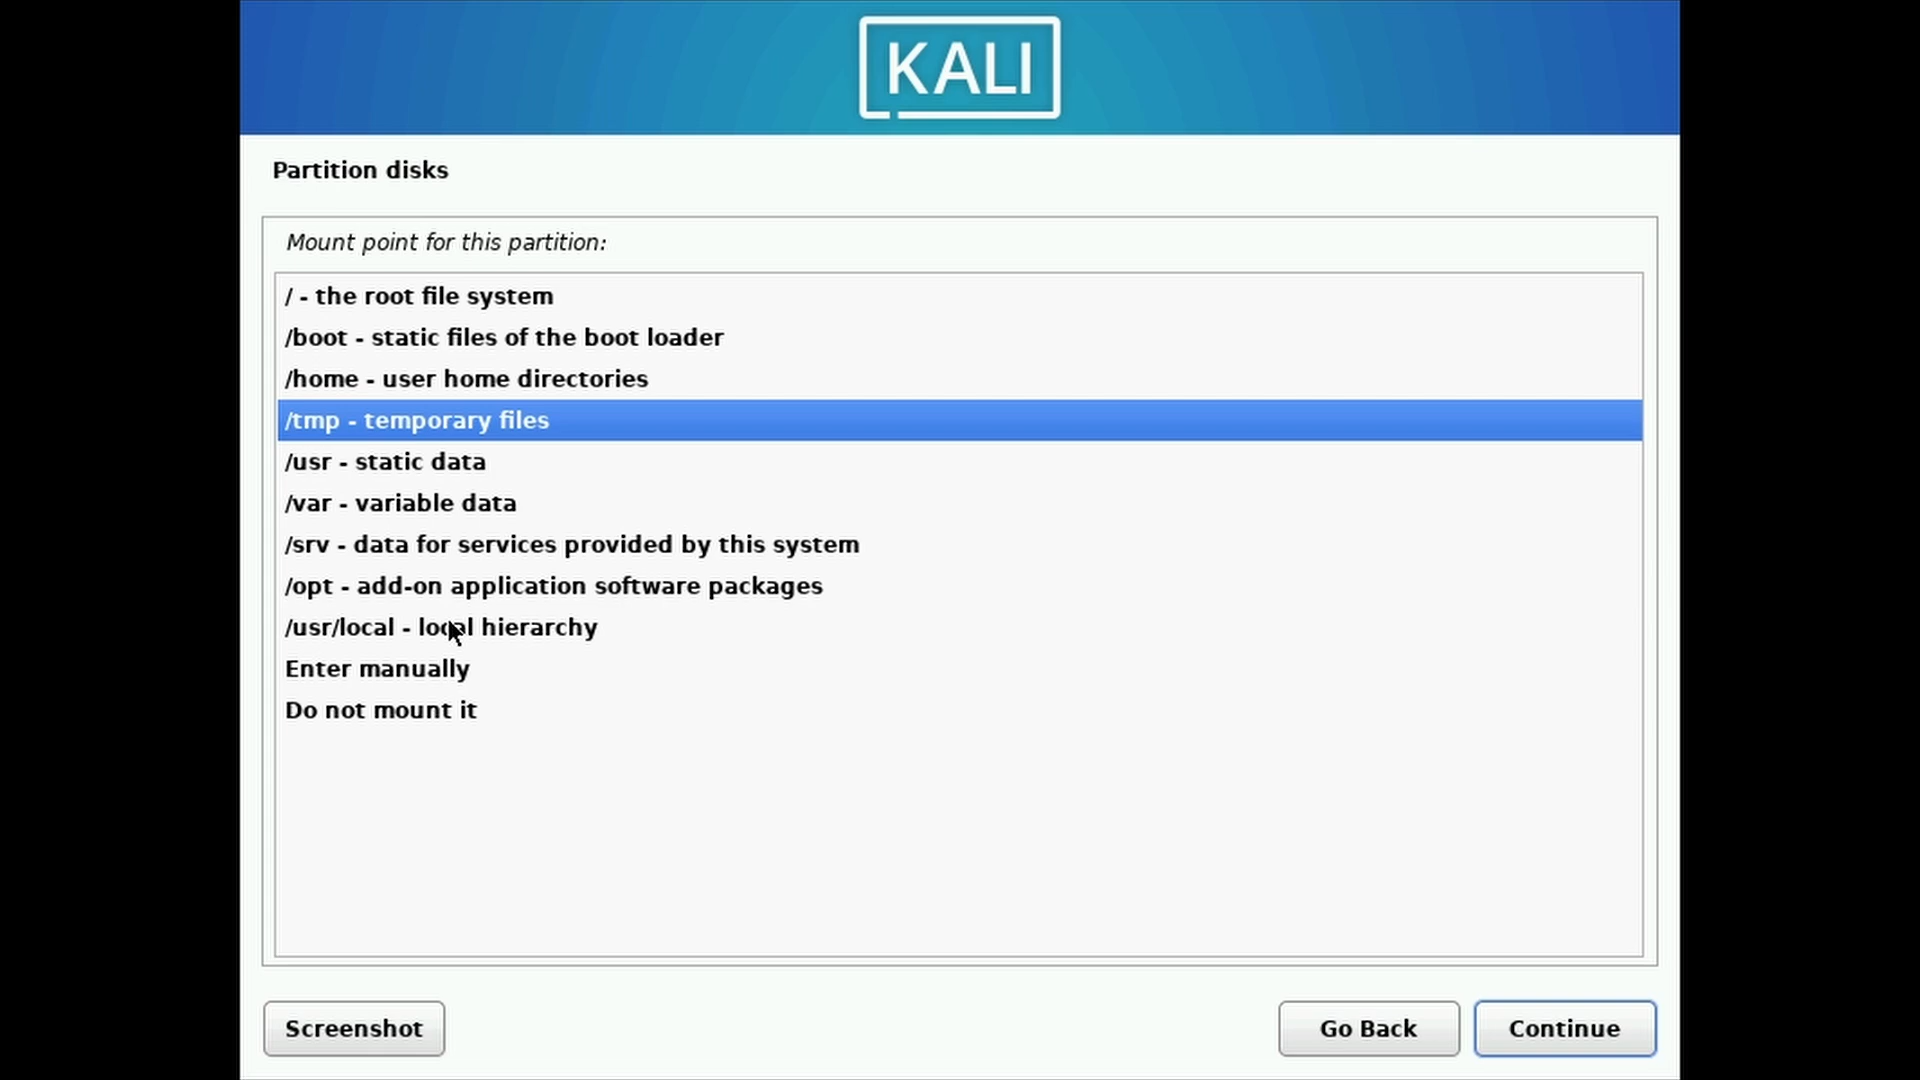 KALI
Partition disks
Mount point for this partition:
/ - the root file system
/boot - static files of the boot loader
/home - user home directories
/tmp - temporary files
/usr - static data
/var - variable data
/srv - data for services provided by this system
/opt - add-on application software packages
/usr/local - local hierarchy
Enter manually
Do not mount it
Screenshot
Go Back
Continue